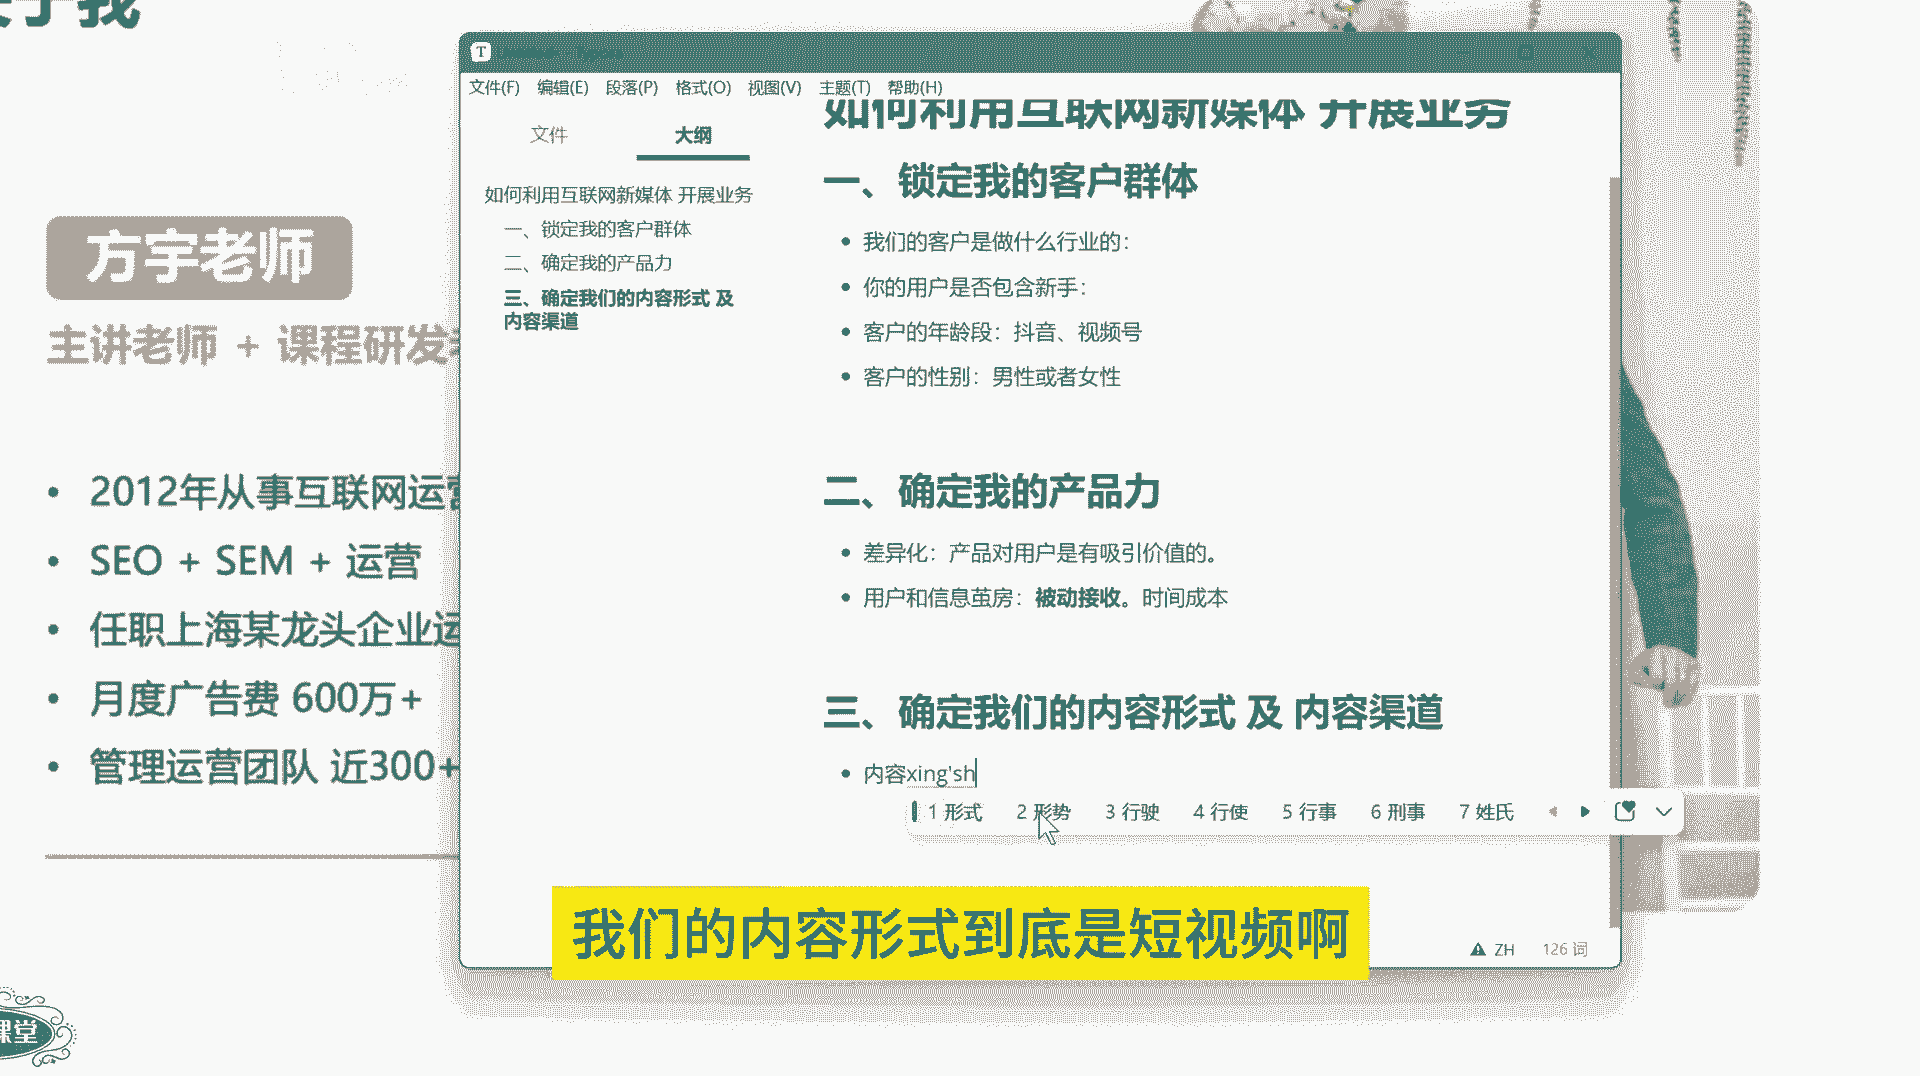 方宇老师
主讲老师 + 课程研发
2012年从事互联网运营
SEO + SEM + 运营
任职上海某龙头企业运
月度广告费 600万+
管理运营团队 近300+
课堂
T
文件(F) 编辑(E) 段落(P) 格式(O) 视图(V) 主题(T) 帮助(H)
文件 大纲
如何利用互联网新媒体 开展业务
一、锁定我的客户群体
二、确定我的产品力
三、确定我们的内容形式 及
内容渠道
如何利用互联网新媒体 开展业务
一、锁定我的客户群体
我们的客户是做什么行业的：
你的用户是否包含新手：
客户的年龄段：抖音、视频号
客户的性别：男性或者女性
二、确定我的产品力
差异化：产品对用户是有吸引价值的。
用户和信息茧房：被动接收。时间成本
三、确定我们的内容形式 及 内容渠道
内容xing'sh
1 形式 2 形势 3 行驶 4 行使 5 行事 6 刑事 7 姓氏
ZH 126 词
我们的内容形式到底是短视频啊